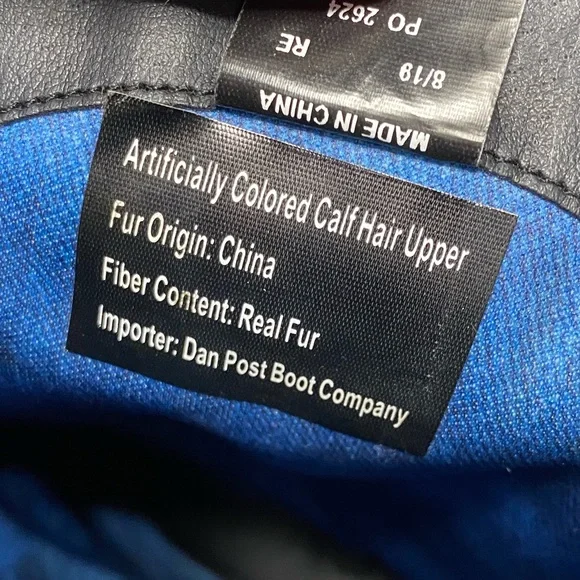 PO 2624
RE
8/19
MADE IN CHINA
Artificially Colored Calf Hair Upper
Fur Origin: China
Fiber Content: Real Fur
Importer: Dan Post Boot Company